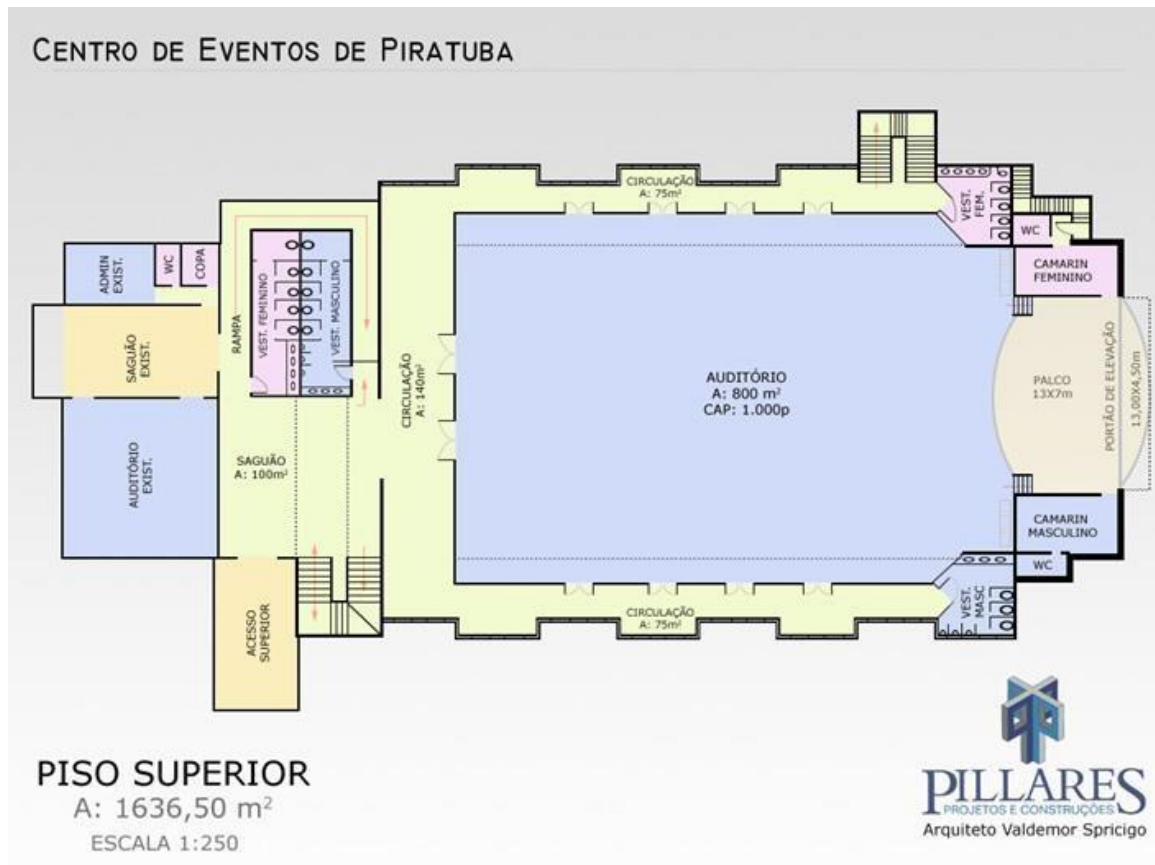 CENTRO DE EVENTOS DE PIRATUBA
CIRCULAÇÃO
A: 75m²
VEST.
FEM.
WC
CAMARIN
FEMININO
ADMIN
EXIST.
WC
COPA
SAGUÃO
EXIST.
RAMPA
VEST. FEMININO
VEST. MASCULINO
CIRCULAÇÃO
A: 140m²
AUDITÓRIO
A: 800 m²
CAP: 1.000p
PALCO
13X7m
PORTÃO DE ELEVAÇÃO
13,00X4,50m
AUDITÓRIO
EXIST.
SAGUÃO
A: 100m²
CAMARIN
MASCULINO
WC
VEST.
MASC
CIRCULAÇÃO
A: 75m²
ACESSO
SUPERIOR
PISO SUPERIOR
A: 1636,50 m²
ESCALA 1:250
PILLARES
PROJETOS E CONSTRUÇÕES
Arquiteto Valdemor Spricigo